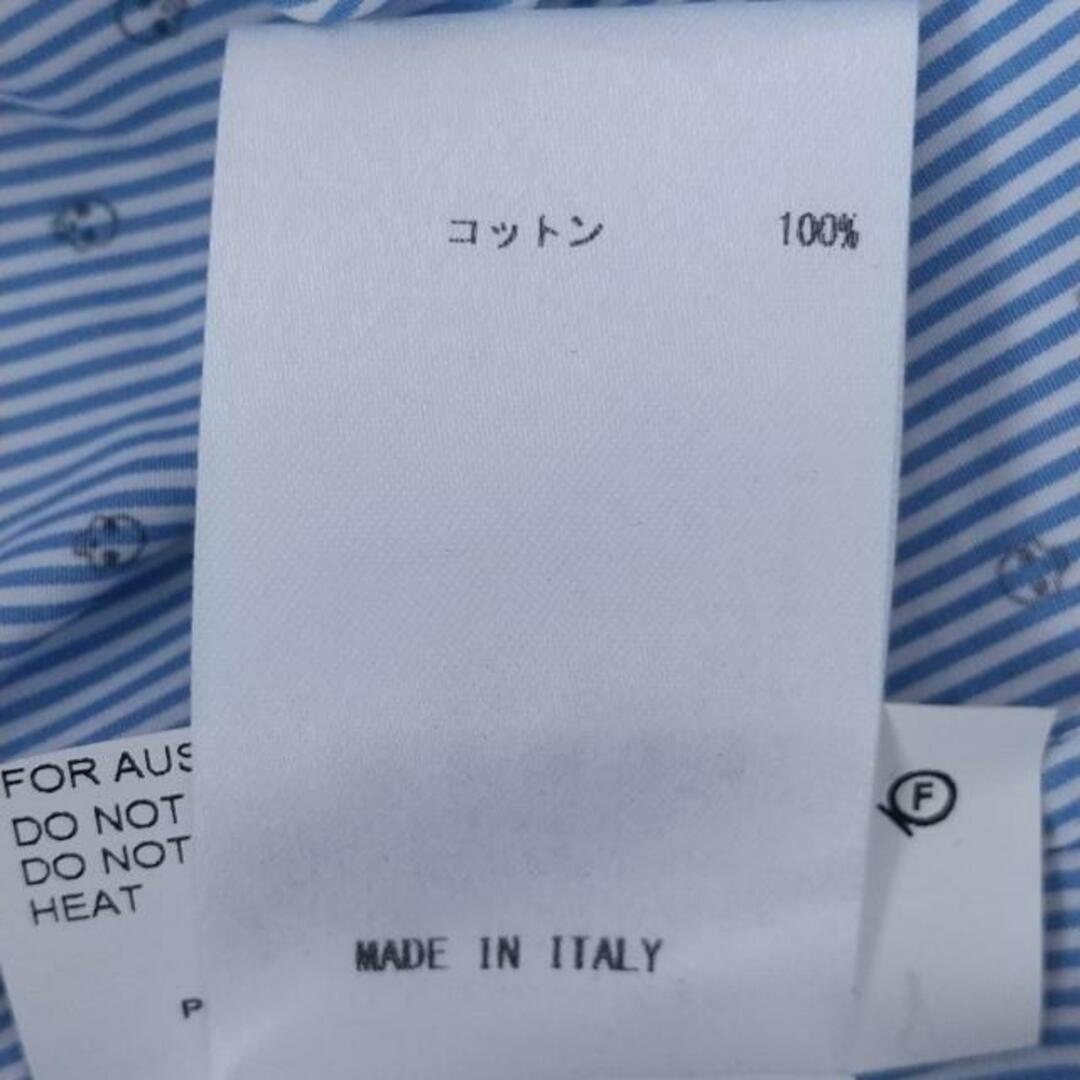 コットン 100%
FOR AUS
DO NOT
DO NOT
HEAT
F
MADE IN ITALY
P